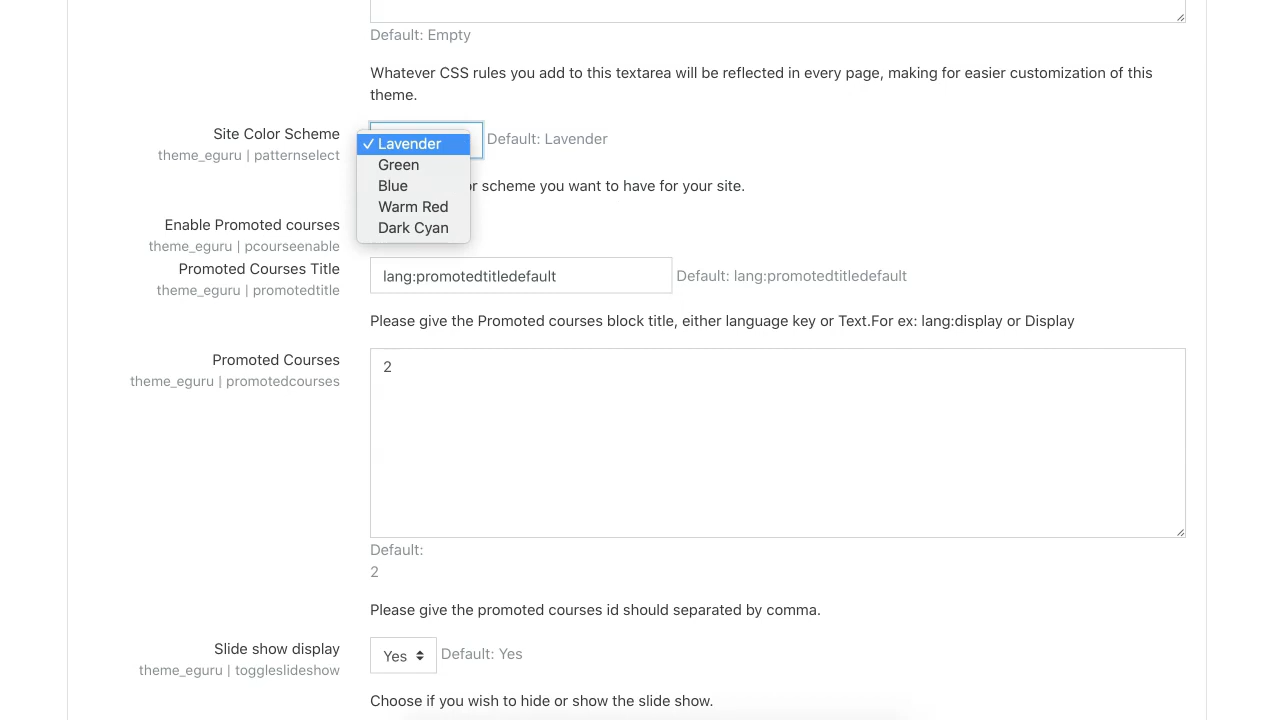 Default: Empty
Whatever CSS rules you add to this textarea will be reflected in every page, making for easier customization of this
theme.
Site Color Scheme
theme_eguru | patternselect
Default: Lavender
✓ Lavender
Green
Blue
Warm Red
Dark Cyan
scheme you want to have for your site.
Enable Promoted courses
theme_eguru | pcourseenable
Promoted Courses Title
theme_eguru | promotedtitle
lang:promotedtitledefault
Default: lang:promotedtitledefault
Please give the Promoted courses block title, either language key or Text.For ex: lang:display or Display
Promoted Courses
theme_eguru | promotedcourses
2
Default:
2
Please give the promoted courses id should separated by comma.
Slide show display
theme_eguru | toggleslideshow
Yes
Default: Yes
Choose if you wish to hide or show the slide show.